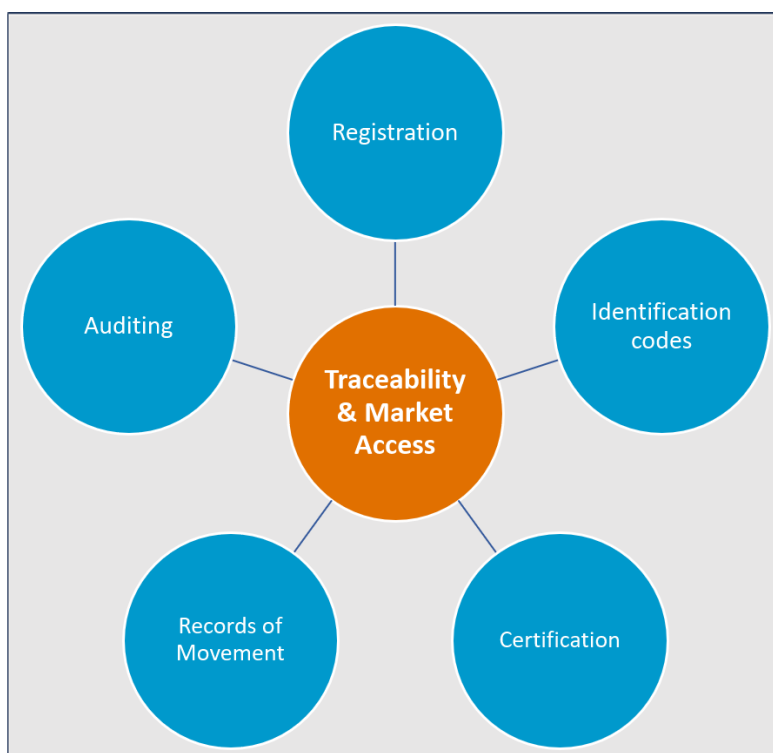 Registration
Auditing
Identification
codes
Traceability
& Market
Access
Records of
Movement
Certification